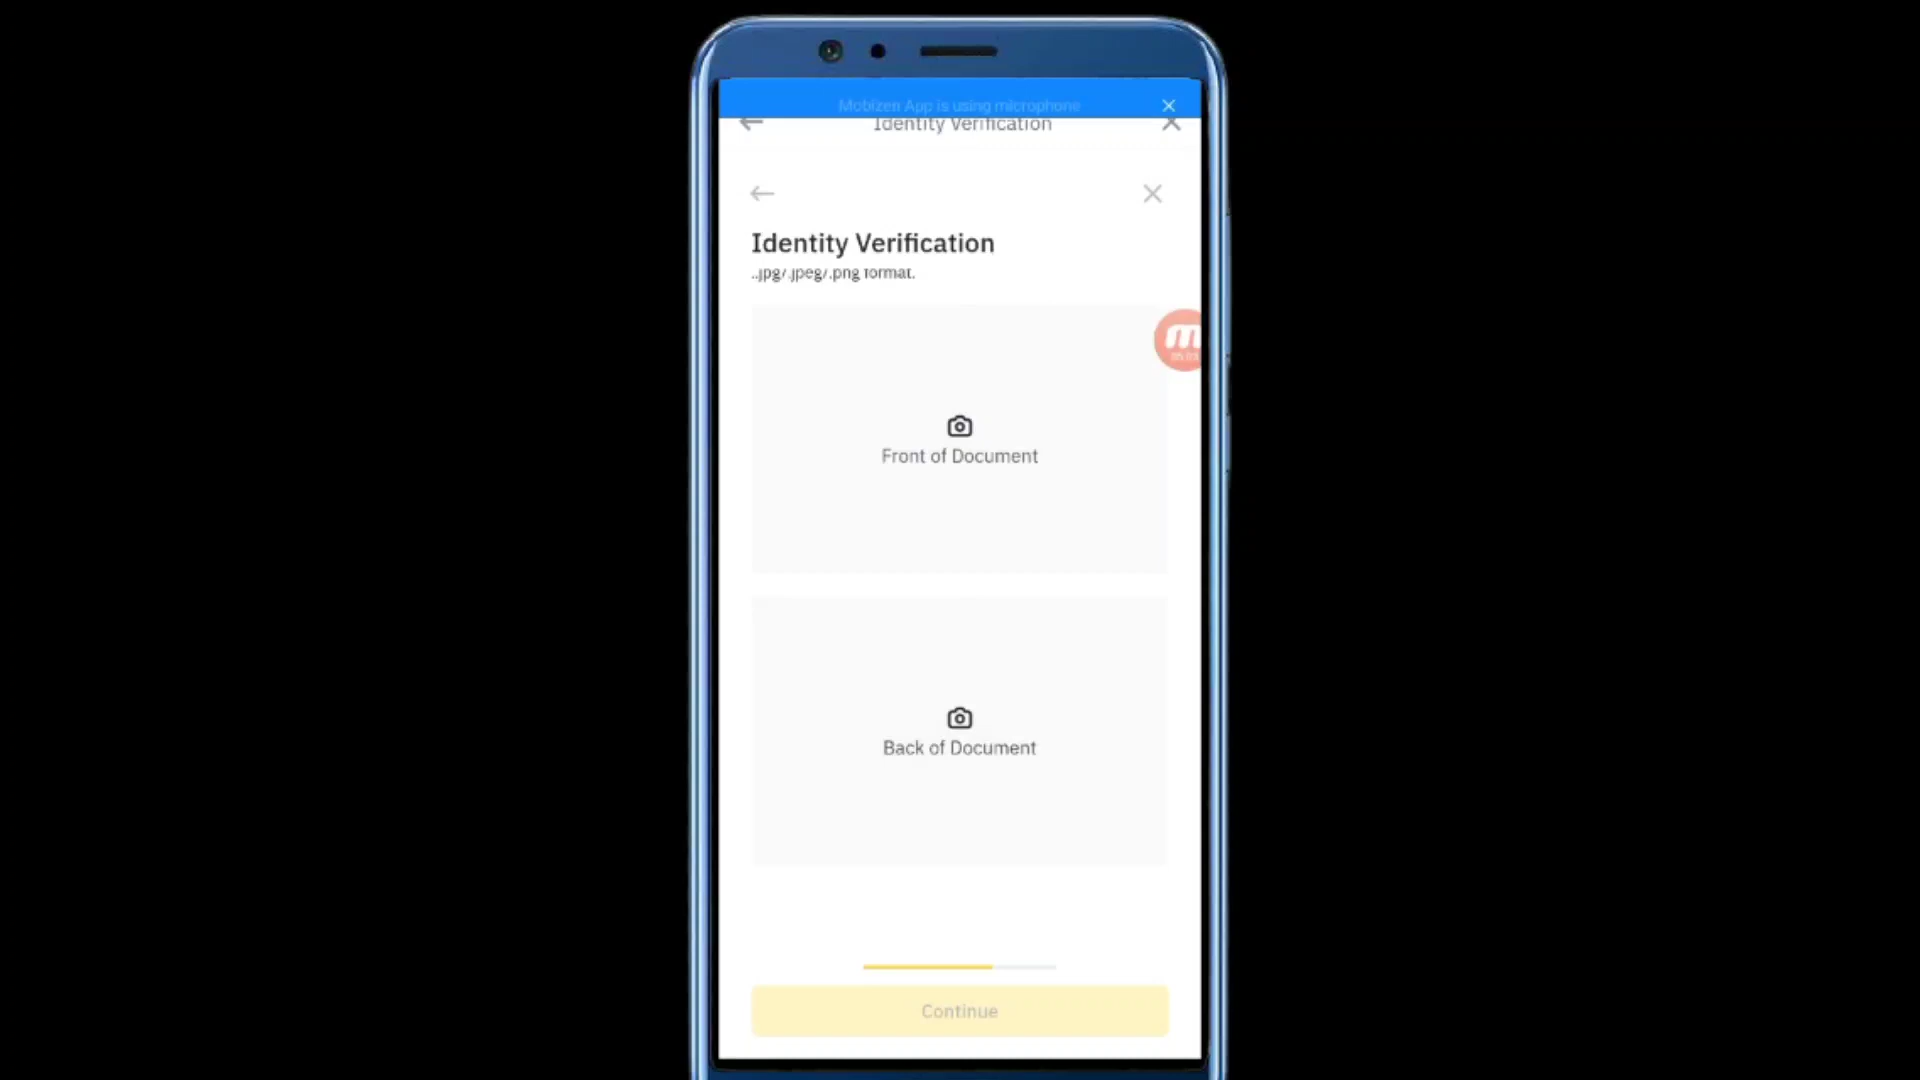 Mobizen App is using microphone
Identity Verification
Identity Verification
..jpg/.jpeg/.png format.
m
Front of Document
Back of Document
Continue